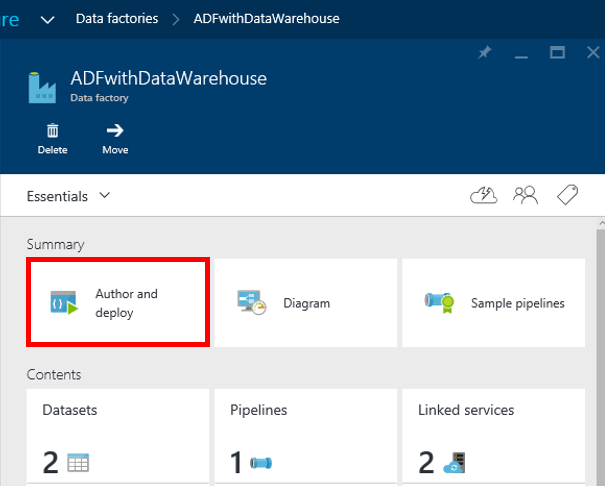 re Data factories ADFwithDataWarehouse
ADFwithDataWarehouse
Data factory
Delete Move
Essentials
Summary
Author and
deploy
Diagram
Sample pipelines
Contents
Datasets Pipelines Linked services
2 1 2